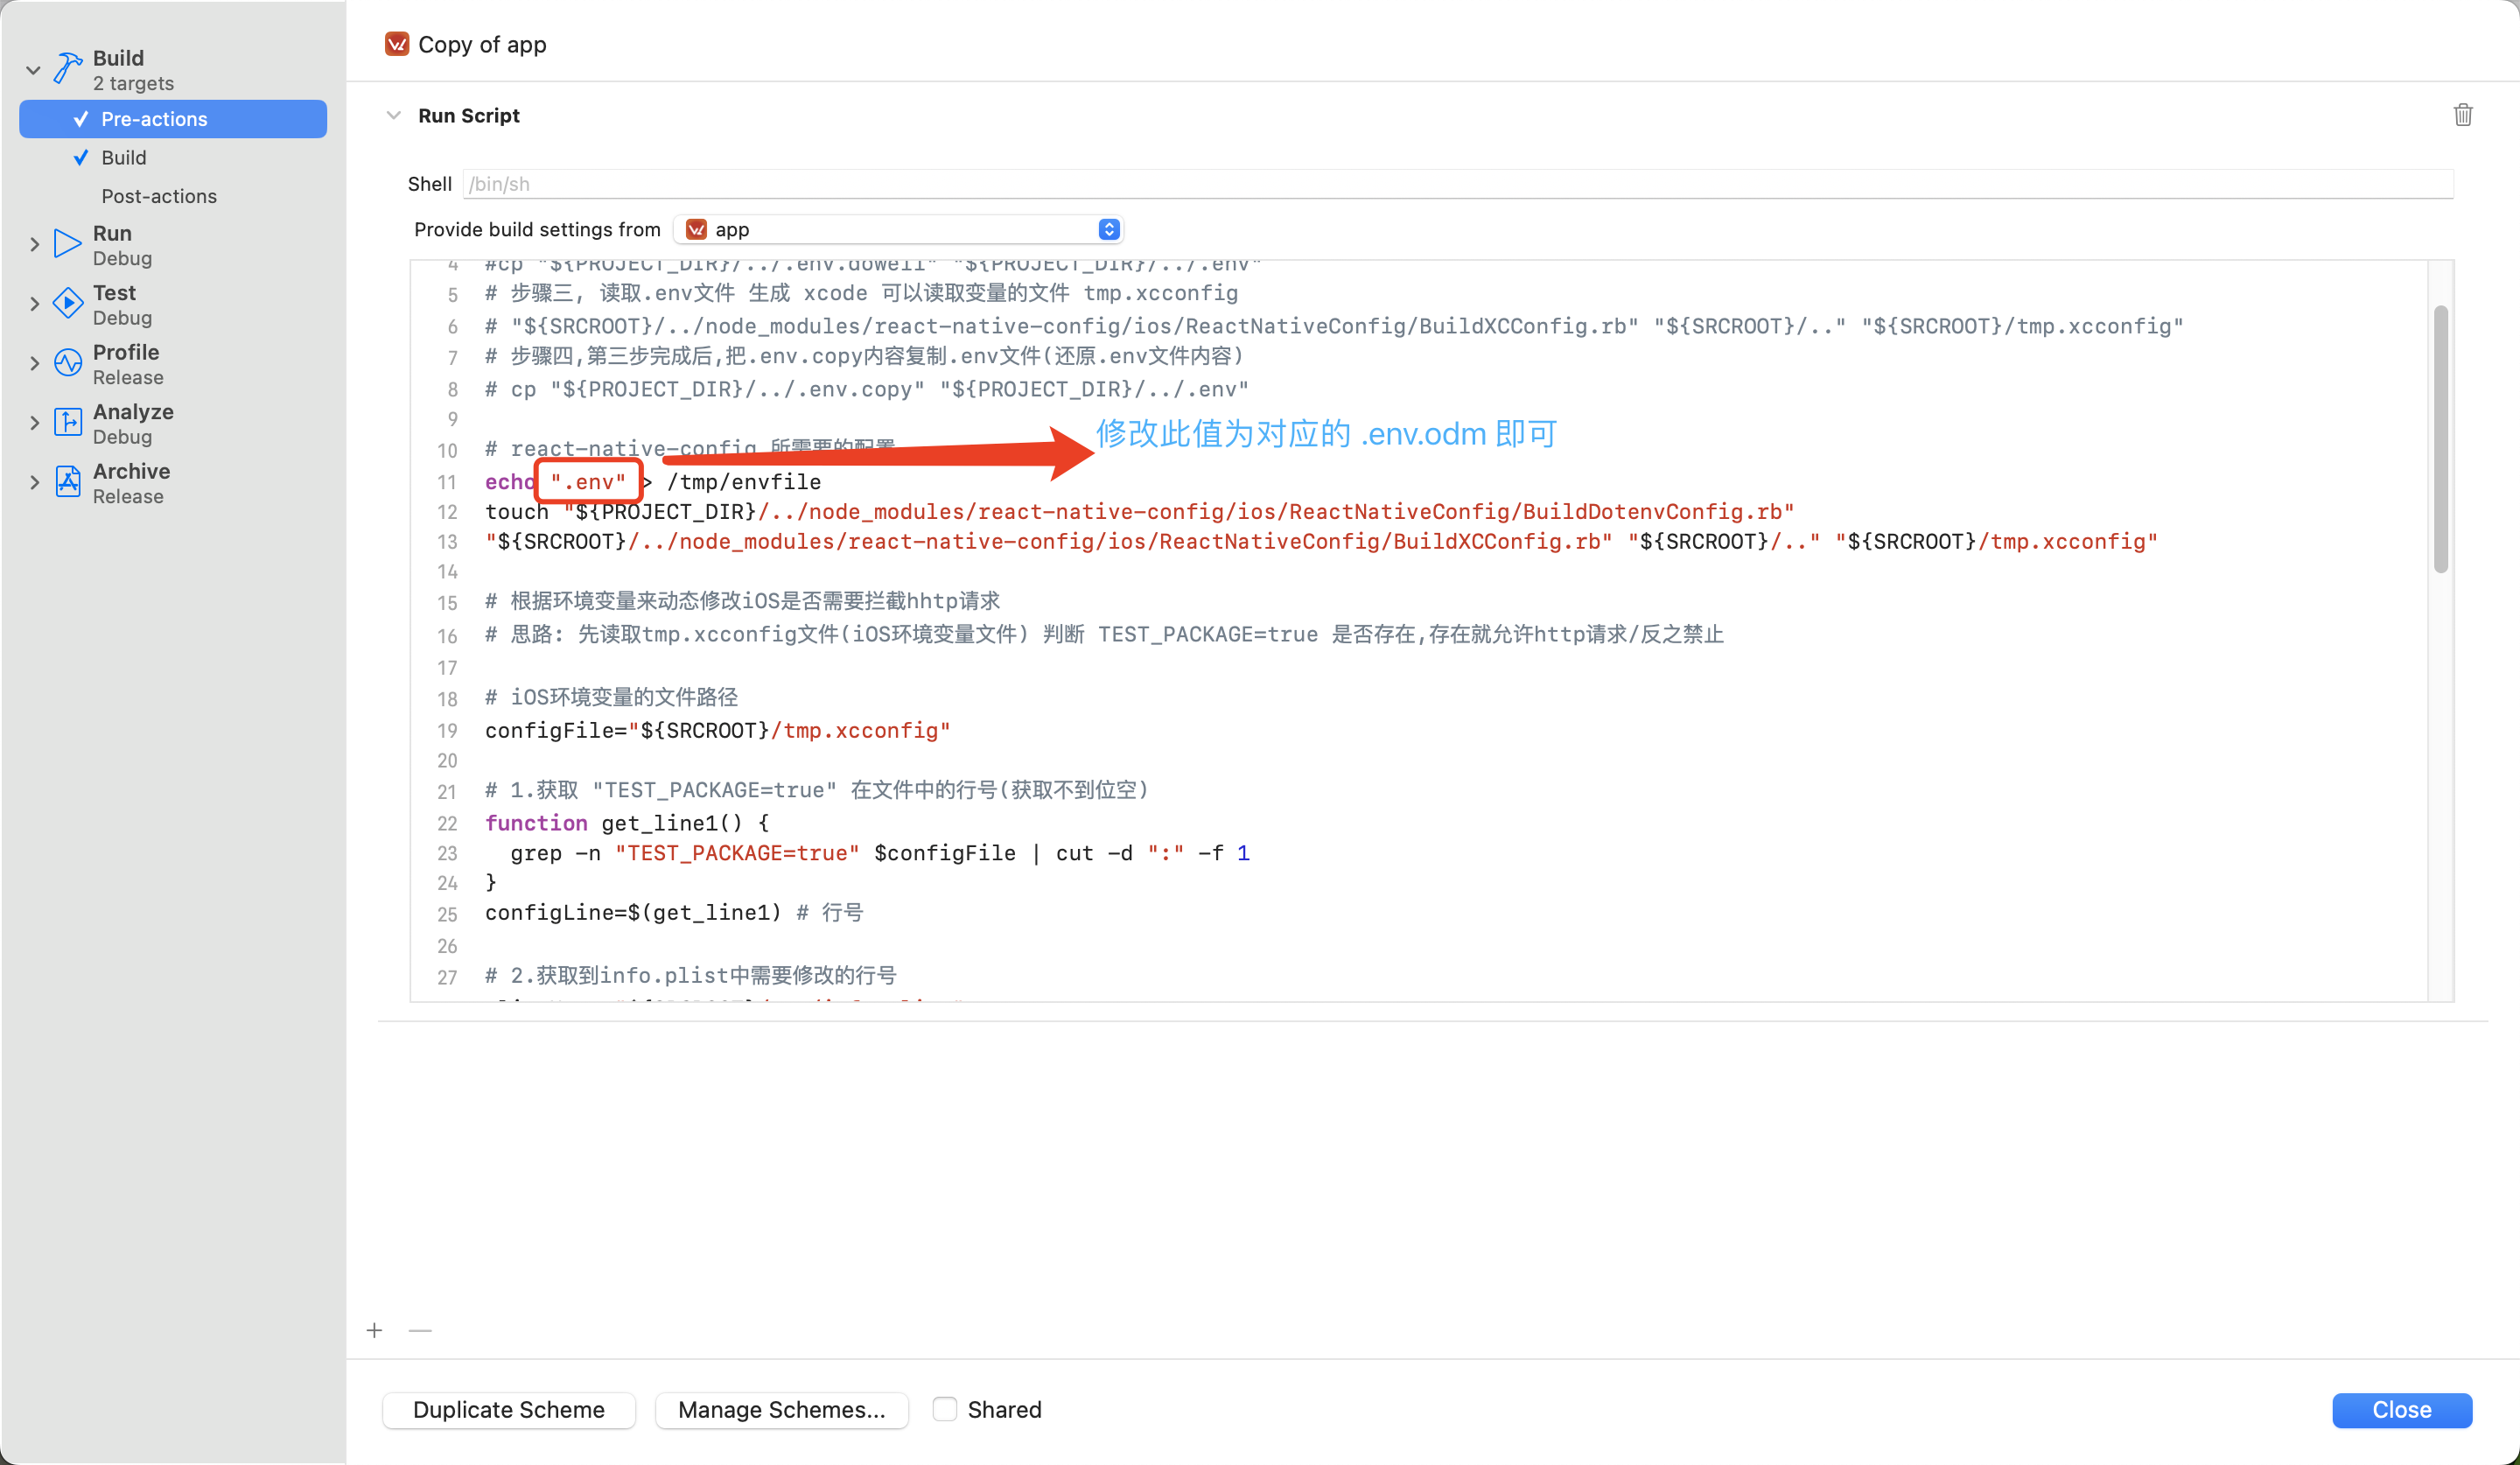 Build
2 targets
Pre-actions
Build
Post-actions
Run
Debug
Test
Debug
Profile
Release
Analyze
Debug
Archive
Release
Copy of app
Run Script
Shell /bin/sh
Provide build settings from app
4 #cp "${PROJECT_DIR}/../.env.dowell" "${PROJECT_DIR}/../.env"
5 # 步骤三, 读取.env文件 生成 xcode 可以读取变量的文件 tmp.xcconfig
6 # "${SRCROOT}/../node_modules/react-native-config/ios/ReactNativeConfig/BuildXCConfig.rb" "${SRCROOT}/.." "${SRCROOT}/tmp.xcconfig"
7 # 步骤四,第三步完成后,把.env.copy内容复制.env文件(还原.env文件内容)
8 # cp "${PROJECT_DIR}/../.env.copy" "${PROJECT_DIR}/../.env"
9
修改此值为对应的 .env.odm 即可
10 # react-native-config 所需要的配置
11 echo ".env" > /tmp/envfile
12 touch "${PROJECT_DIR}/../node_modules/react-native-config/ios/ReactNativeConfig/BuildDotenvConfig.rb"
13 "${SRCROOT}/../node_modules/react-native-config/ios/ReactNativeConfig/BuildXCConfig.rb" "${SRCROOT}/.." "${SRCROOT}/tmp.xcconfig"
14
15 # 根据环境变量来动态修改iOS是否需要拦截hhtp请求
16 # 思路: 先读取tmp.xcconfig文件(iOS环境变量文件) 判断 TEST_PACKAGE=true 是否存在,存在就允许http请求/反之禁止
17
18 # iOS环境变量的文件路径
19 configFile="${SRCROOT}/tmp.xcconfig"
20
21 # 1.获取 "TEST_PACKAGE=true" 在文件中的行号(获取不到位空)
22 function get_line1() {
23 grep -n "TEST_PACKAGE=true" $configFile | cut -d ":" -f 1
24 }
25 configLine=$(get_line1) # 行号
26
27 # 2.获取到info.plist中需要修改的行号
Duplicate Scheme
Manage Schemes...
Shared
Close